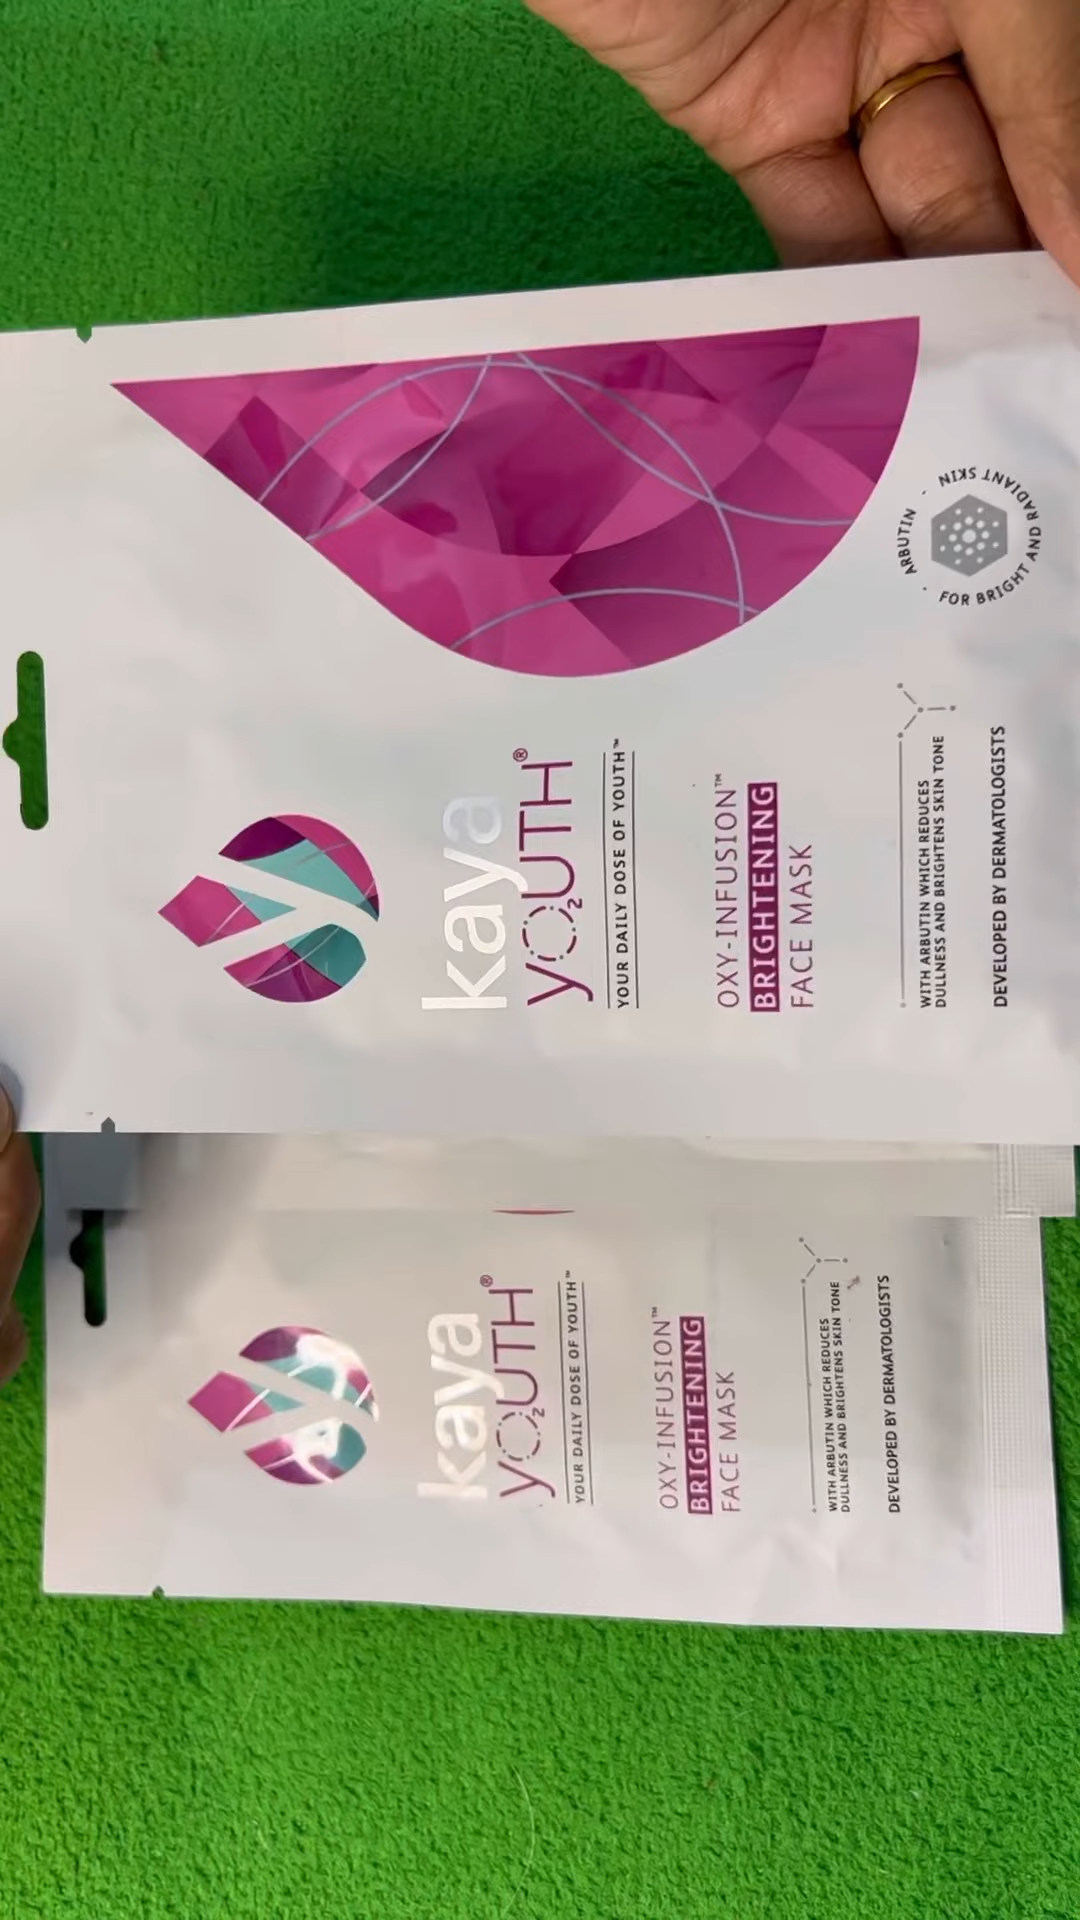 kaya
YO₂UTH®
YOUR DAILY DOSE OF YOUTH™
OXY-INFUSION™
BRIGHTENING
FACE MASK
WITH ARBUTIN WHICH REDUCES
DULLNESS AND BRIGHTENS SKIN TONE
DEVELOPED BY DERMATOLOGISTS
ARBUTIN - FOR BRIGHT AND RADIANT SKIN -
kaya
YO₂UTH®
YOUR DAILY DOSE OF YOUTH™
OXY-INFUSION™
BRIGHTENING
FACE MASK
WITH ARBUTIN WHICH REDUCES
DULLNESS AND BRIGHTENS SKIN TONE
DEVELOPED BY DERMATOLOGISTS